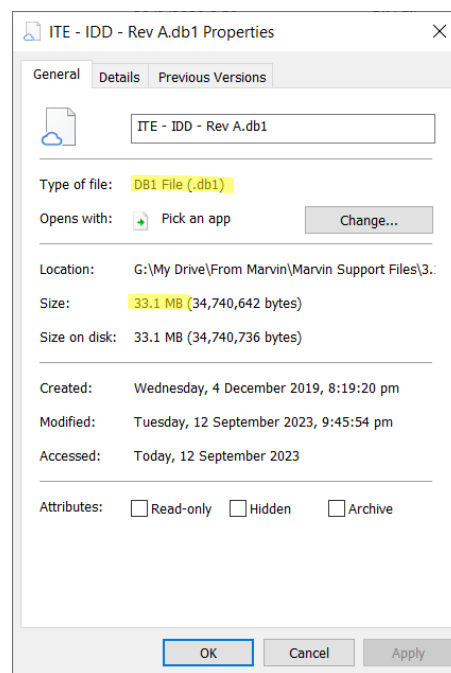 ITE - IDD - Rev A.db1 Properties
General Details Previous Versions
ITE - IDD - Rev A.db1
Type of file: DB1 File (.db1)
Opens with: Pick an app Change...
Location: G:\My Drive\From Marvin\Marvin Support Files\3.
Size: 33.1 MB (34,740,642 bytes)
Size on disk: 33.1 MB (34,740,736 bytes)
Created: Wednesday, 4 December 2019, 8:19:20 pm
Modified: Tuesday, 12 September 2023, 9:45:54 pm
Accessed: Today, 12 September 2023
Attributes: Read-only Hidden Archive
OK Cancel Apply